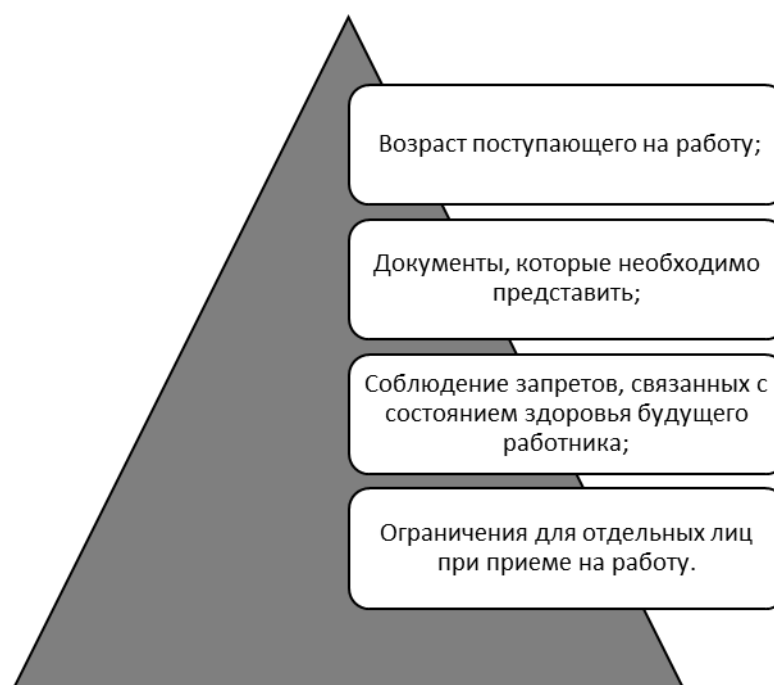 Возраст поступающего на работу;
Документы, которые необходимо
представить;
Соблюдение запретов, связанных с
состоянием здоровья будущего
работника;
Ограничения для отдельных лиц
при приеме на работу.